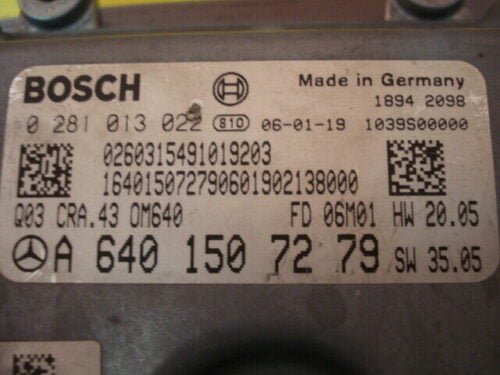 BOSCH Made in Germany
1894 2098
0 281 013 022 810 06-01-19 1039S00000
0260315491019203
164015072790601902138000
Q03 CRA.43 OM640 FD 06M01 HW 20.05
A 640 150 72 79 SW 35.05